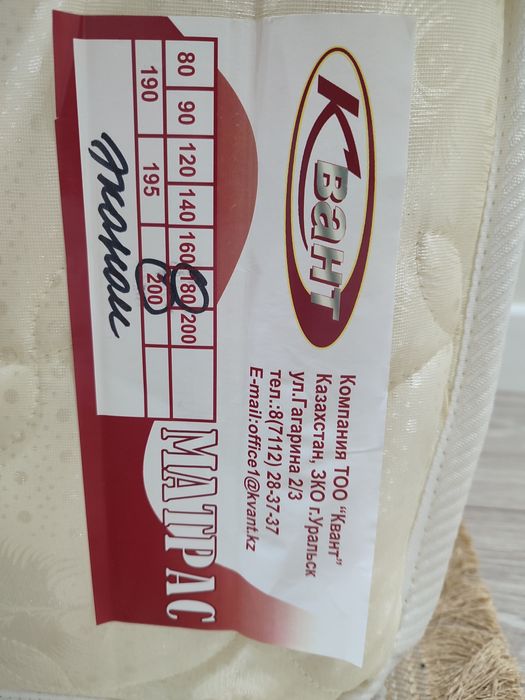 Квант
Компания ТОО "Квант"
Казахстан, ЗКО г.Уральск
ул.Гагарина 2/3
тел.:8(7112) 28-37-37
E-mail:office1@kvant.kz
80 90 120 140 160 180 200
190 195 200
эконом
МАТРАС